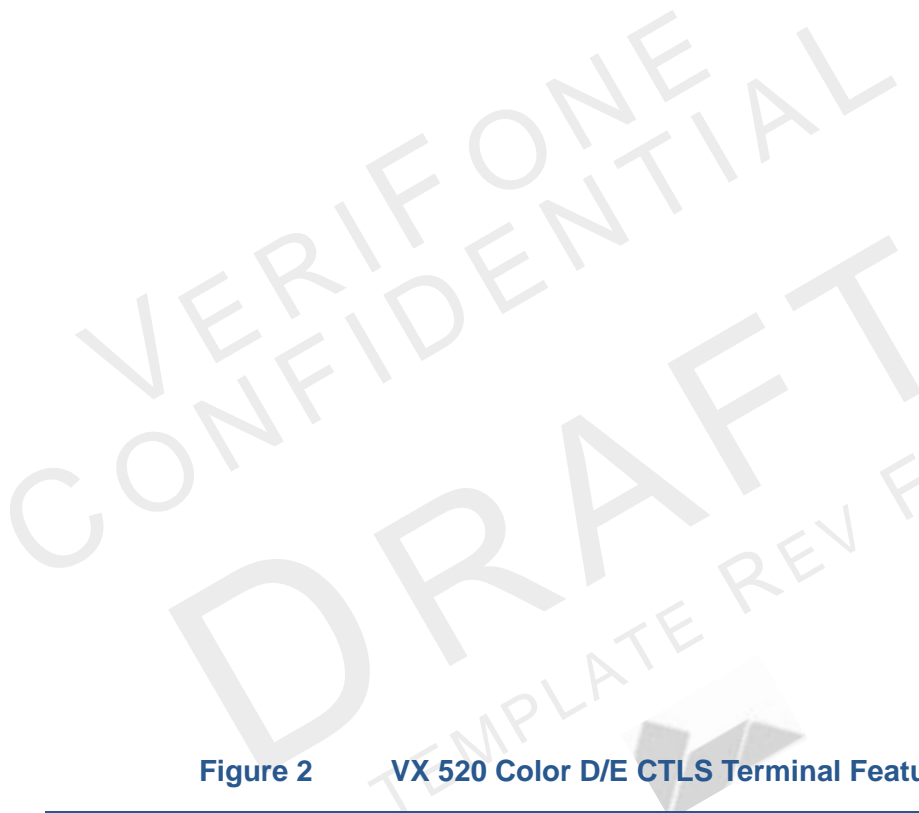 VERIFONE
CONFIDENTIAL
DRAFT
TEMPLATE REV F
Figure 2 VX 520 Color D/E CTLS Terminal Featu